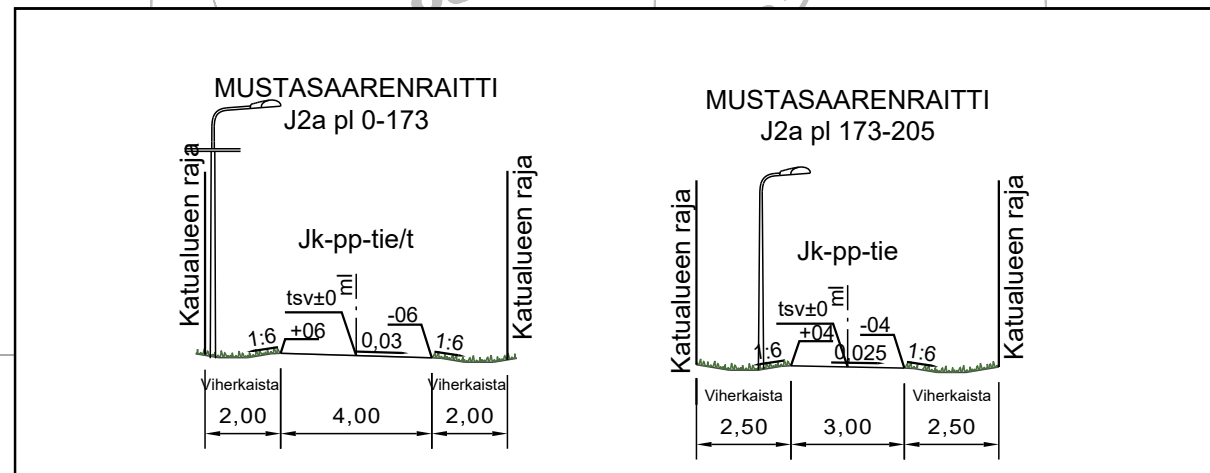 MUSTASAARENRAITTI
J2a pl 0-173
Katualueen raja
Katualueen raja
Jk-pp-tie/t
tsv±0
ml
-06
+06
1:6
0,03
1:6
Viherkaista
Viherkaista
2,00
4,00
2,00
MUSTASAARENRAITTI
J2a pl 173-205
Katualueen raja
Katualueen raja
Jk-pp-tie
tsv±0
ml
-04
+04
1:6
0,025
1:6
Viherkaista
Viherkaista
2,50
3,00
2,50